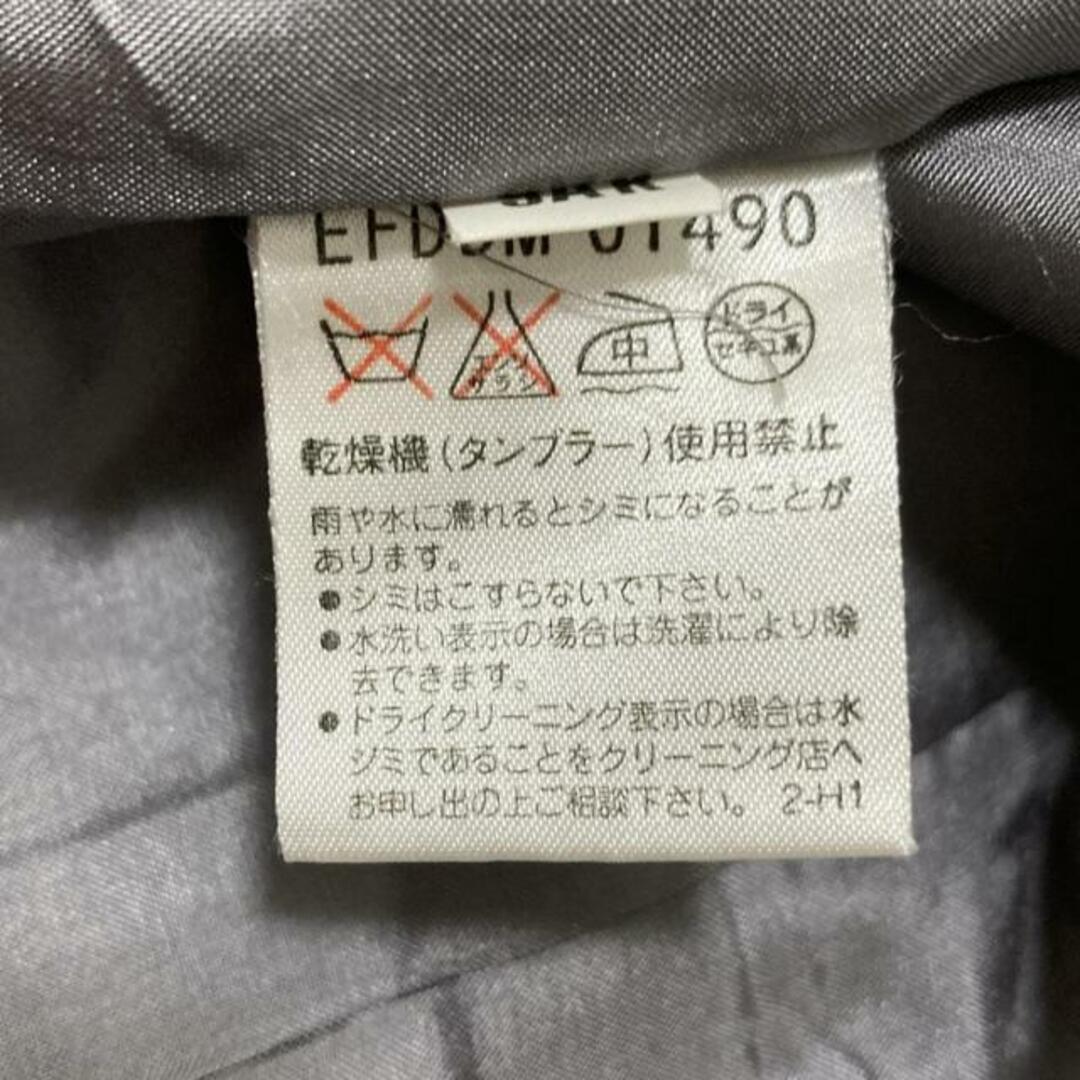 490
中
ドライ
セキユ系
乾燥機(タンブラー)使用禁止
雨や水に濡れるとシミになることが
あります。
●シミはこすらないで下さい。
●水洗い表示の場合は洗濯により除
去できます。
●ドライクリーニング表示の場合は水
シミであることをクリーニング店へ
お申し出の上ご相談下さい。 2-H1